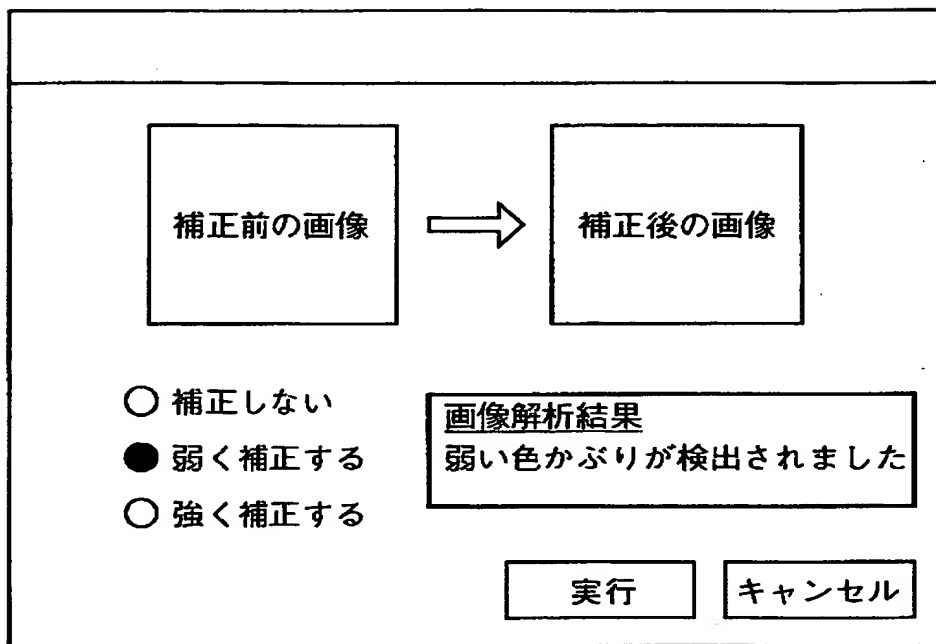 補正前の画像
補正後の画像
補正しない
弱く補正する
強く補正する
画像解析結果
弱い色かぶりが検出されました
実行
キャンセル